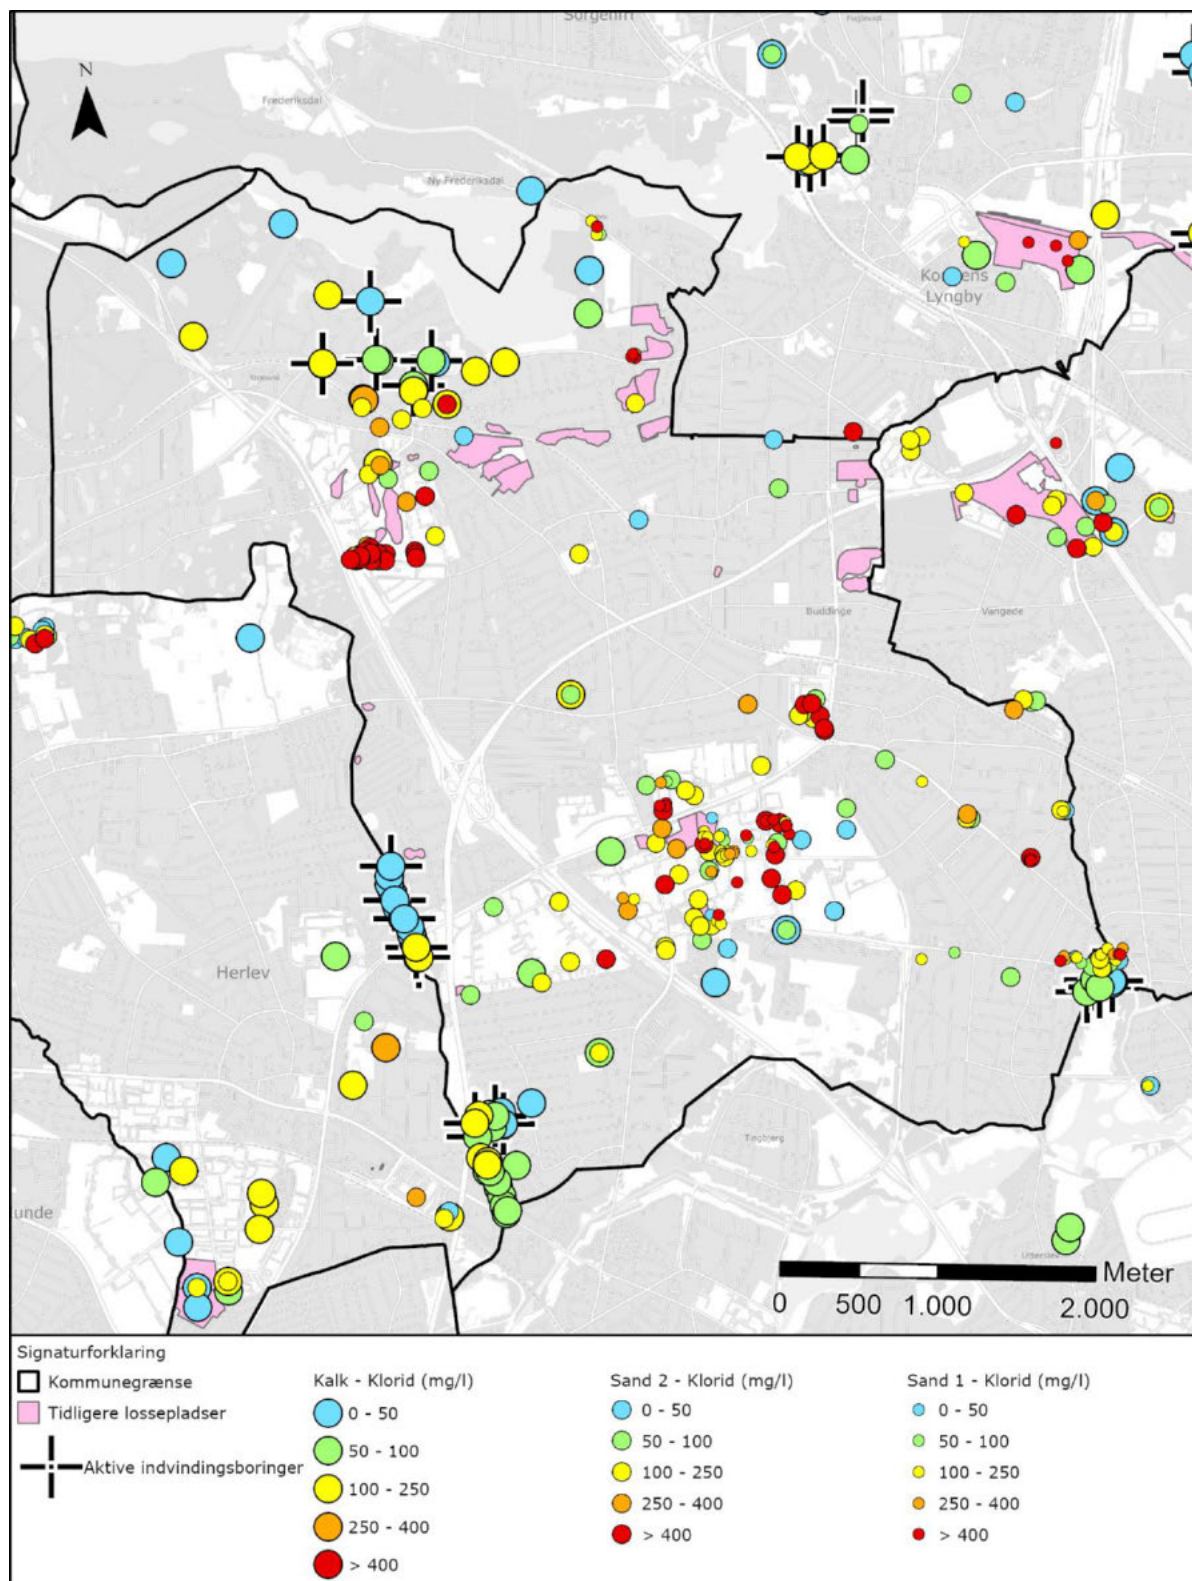 Sorgenfri
Fuglevad
N
Frederiksdal
Ny Frederiksdal
Kongens
Lyngby
Buddinge
Vangede
Herlev
Tingbjerg
unde
Utterslev
Meter
0 500 1.000 2.000
Signaturforklaring
Kommunegrænse
Tidligere lossepladser
Aktive indvindingsboringer
Kalk - Klorid (mg/l)
0 - 50
50 - 100
100 - 250
250 - 400
> 400
Sand 2 - Klorid (mg/l)
0 - 50
50 - 100
100 - 250
250 - 400
> 400
Sand 1 - Klorid (mg/l)
0 - 50
50 - 100
100 - 250
250 - 400
> 400